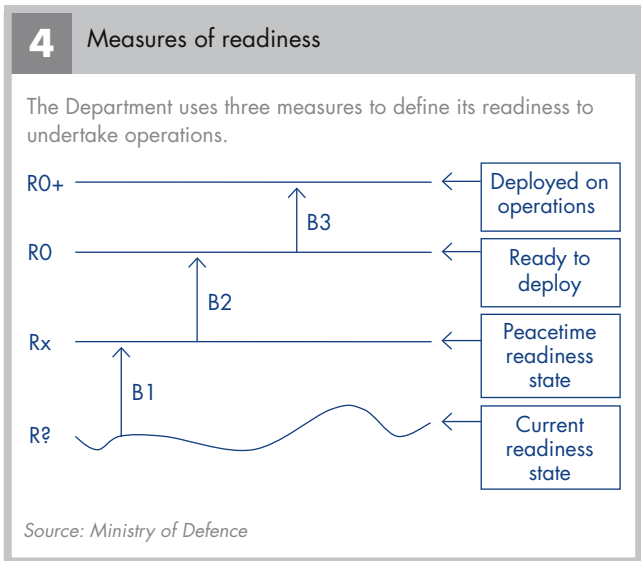 4
Measures of readiness
The Department uses three measures to define its readiness to
undertake operations.
R0+
Deployed on
operations
B3
R0
Ready to
deploy
B2
Rx
Peacetime
readiness
state
B1
R?
Current
readiness
state
Source: Ministry of Defence